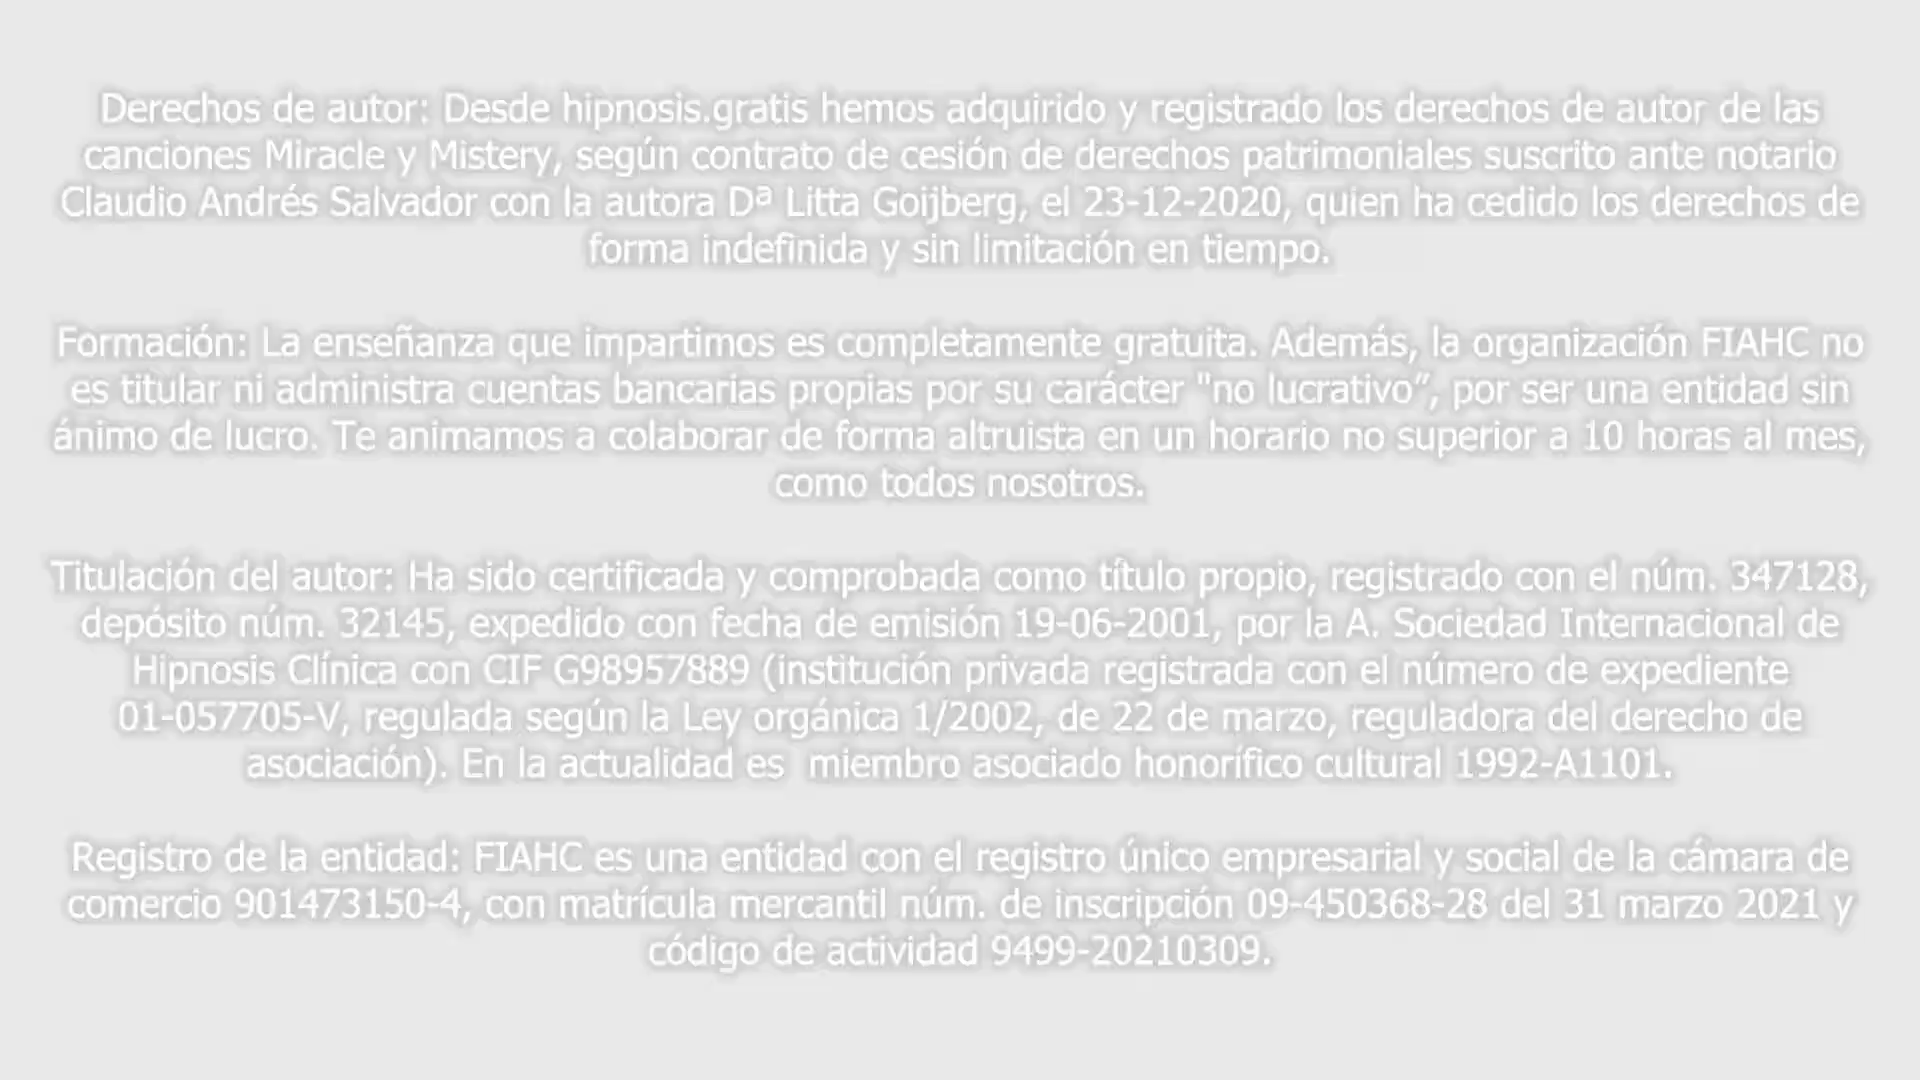 Derechos de autor: Desde hipnosis.gratis hemos adquirido y registrado los derechos de autor de las
canciones Miracle y Mistery, según contrato de cesión de derechos patrimoniales suscrito ante notario
Claudio Andrés Salvador con la autora Dª Litta Goijberg, el 23-12-2020, quien ha cedido los derechos de
forma indefinida y sin limitación en tiempo.
Formación: La enseñanza que impartimos es completamente gratuita. Además, la organización FIAHC no
es titular ni administra cuentas bancarias propias por su carácter "no lucrativo”, por ser una entidad sin
ánimo de lucro. Te animamos a colaborar de forma altruista en un horario no superior a 10 horas al mes,
como todos nosotros.
Titulación del autor: Ha sido certificada y comprobada como título propio, registrado con el núm. 347128,
depósito núm. 32145, expedido con fecha de emisión 19-06-2001, por la A. Sociedad Internacional de
Hipnosis Clínica con CIF G98957889 (institución privada registrada con el número de expediente
01-057705-V, regulada según la Ley orgánica 1/2002, de 22 de marzo, reguladora del derecho de
asociación). En la actualidad es  miembro asociado honorífico cultural 1992-A1101.
Registro de la entidad: FIAHC es una entidad con el registro único empresarial y social de la cámara de
comercio 901473150-4, con matrícula mercantil núm. de inscripción 09-450368-28 del 31 marzo 2021 y
código de actividad 9499-20210309.